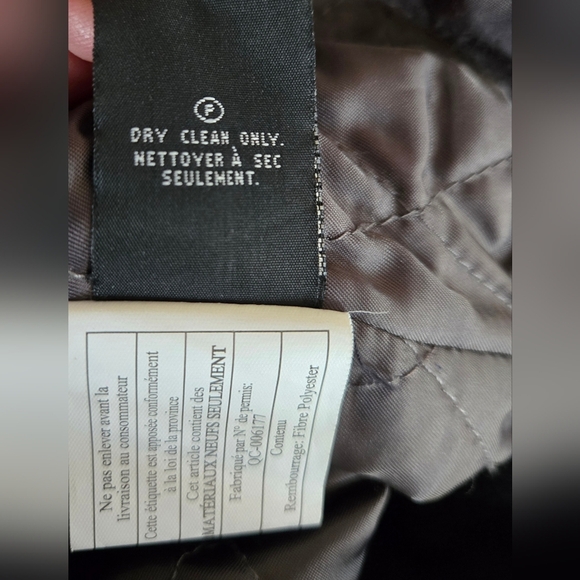 P
DRY CLEAN ONLY.
NETTOYER À SEC
SEULEMENT.
Ne pas enlever avant la
livraison au consommateur
Cette étiquette est apposée conformément
à la loi de la province
Cet article contient des
MATÉRIAUX NEUFS SEULEMENT
Fabriqué par N° de permis:
QC-006177
Contenu
Rembourrage: Fibre Polyester